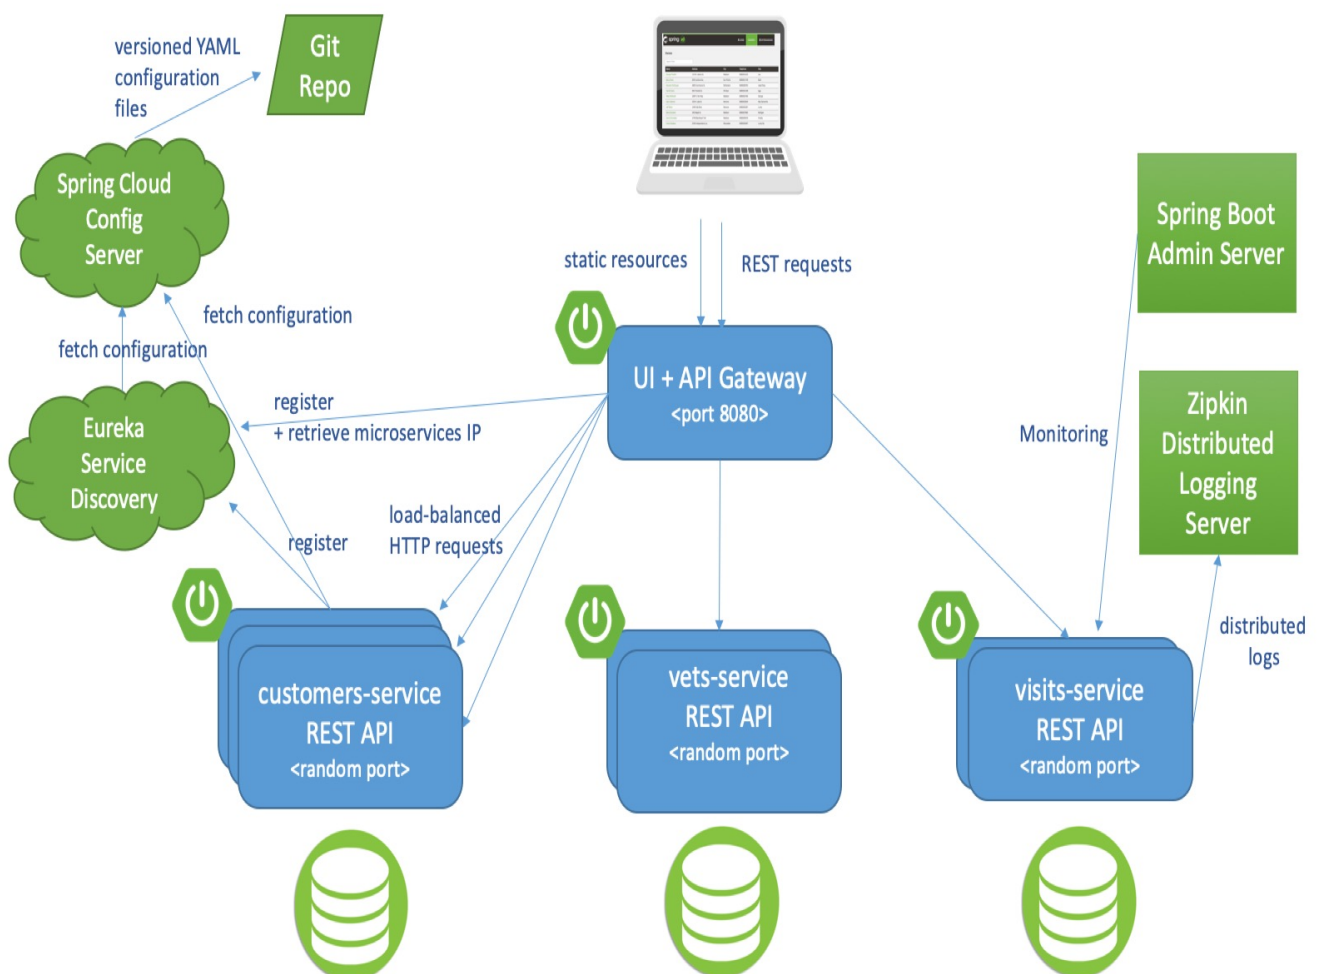 versioned YAML
configuration
files
Git
Repo
spring
Spring Cloud
Config
Server
Spring Boot
Admin Server
static resources
REST requests
fetch configuration
fetch configuration
UI + API Gateway
<port 8080>
register
+ retrieve microservices IP
Eureka
Service
Discovery
Monitoring
Zipkin
Distributed
Logging
Server
load-balanced
HTTP requests
register
distributed
logs
customers-service
REST API
<random port>
vets-service
REST API
<random port>
visits-service
REST API
<random port>